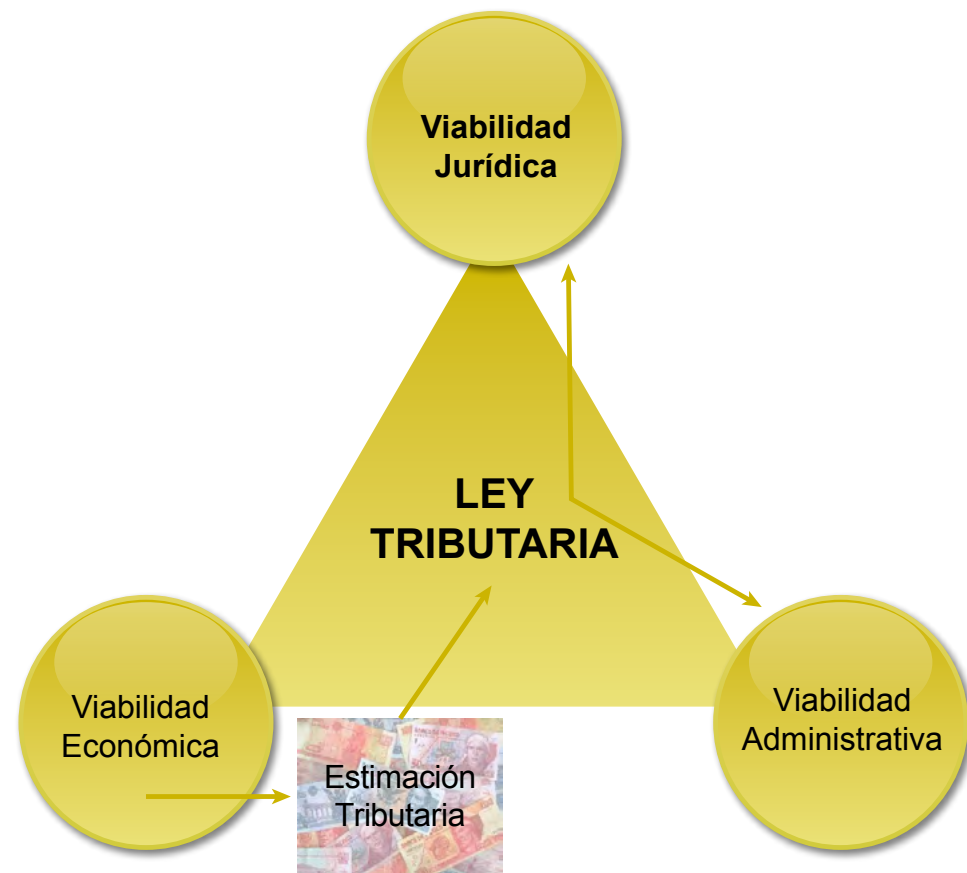 Viabilidad
Jurídica
LEY
TRIBUTARIA
Viabilidad
Económica
Estimación
Tributaria
Viabilidad
Administrativa